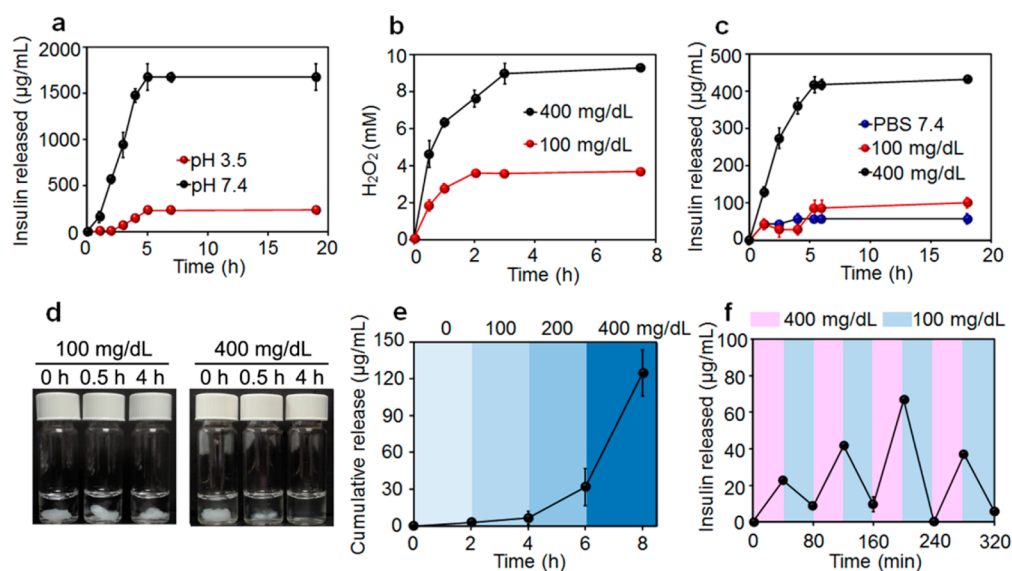 a
Insulin released (µg/mL)
2000
1500
1000
500
0
pH 3.5
pH 7.4
0 5 10 15 20
Time (h)
b
H₂O₂ (mM)
10
8
6
4
2
0
400 mg/dL
100 mg/dL
0 2 4 6 8
Time (h)
c
Insulin released (µg/mL)
500
400
300
200
100
0
PBS 7.4
100 mg/dL
400 mg/dL
0 5 10 15 20
Time (h)
d
100 mg/dL 400 mg/dL
0 h 0.5 h 4 h 0 h 0.5 h 4 h
e
0 100 200 400 mg/dL
Cumulative release (µg/mL)
150
120
90
60
30
0
0 2 4 6 8
Time (h)
f
400 mg/dL 100 mg/dL
Insulin released (µg/mL)
100
80
60
40
20
0
0 80 160 240 320
Time (min)